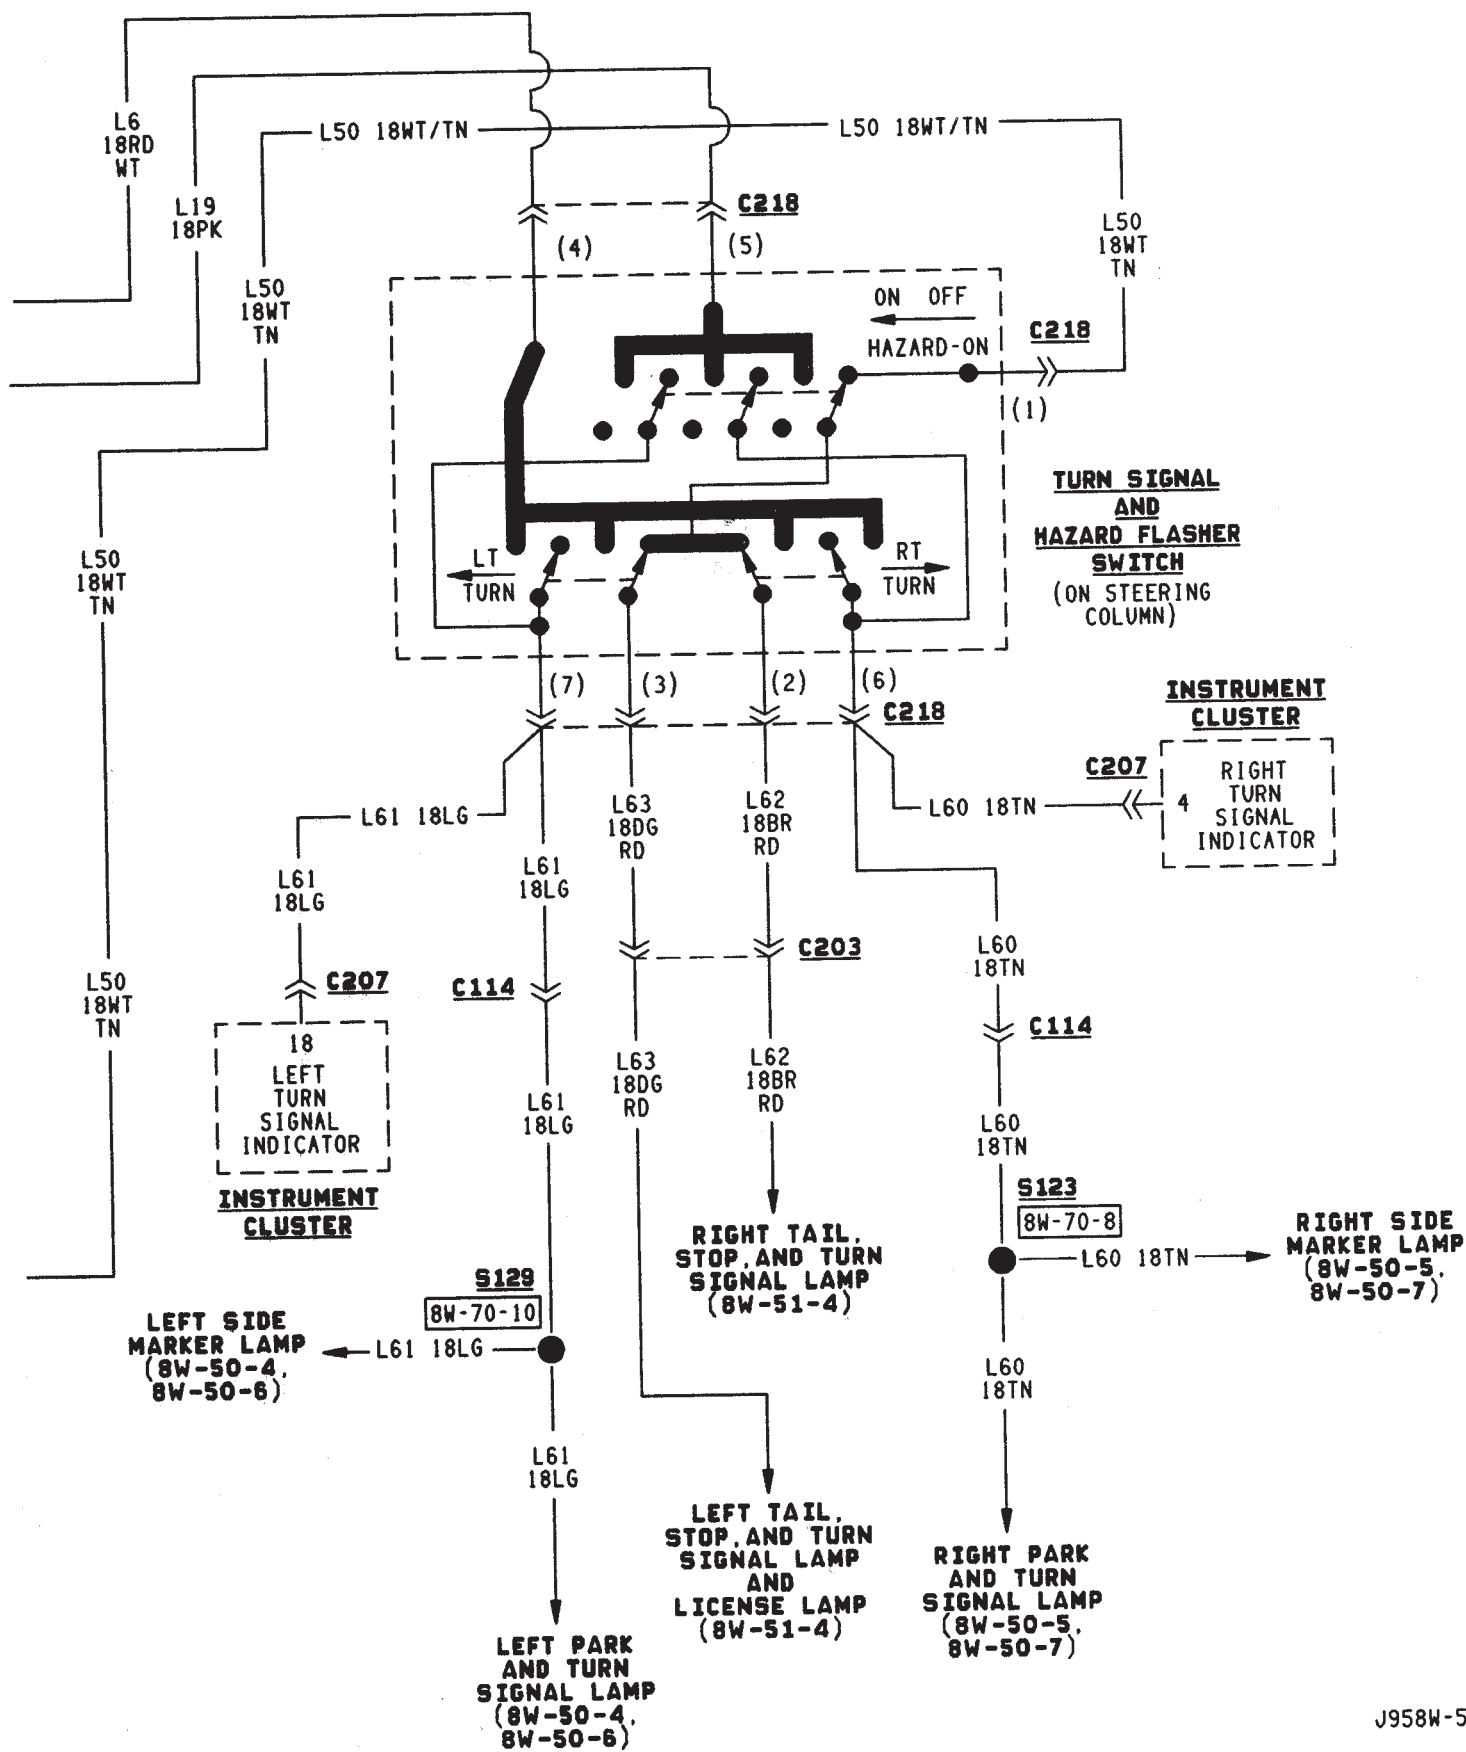 L6
18RD
WT
L19
18PK
L50 18WT/TN
L50 18WT/TN
C218
(4)
(5)
L50
18WT
TN
L50
18WT
TN
ON OFF
HAZARD-ON
C218
(1)
TURN SIGNAL
AND
HAZARD FLASHER
SWITCH
(ON STEERING
COLUMN)
L50
18WT
TN
LT
TURN
RT
TURN
(7)
(3)
(2)
(6)
C218
INSTRUMENT
CLUSTER
C207
4
RIGHT
TURN
SIGNAL
INDICATOR
L60 18TN
L61 18LG
L63
18DG
RD
L62
18BR
RD
L61
18LG
L61
18LG
C203
L60
18TN
L50
18WT
TN
C207
C114
C114
18
LEFT
TURN
SIGNAL
INDICATOR
INSTRUMENT
CLUSTER
L63
18DG
RD
L62
18BR
RD
L61
18LG
L60
18TN
S123
8W-70-8
L60 18TN
RIGHT SIDE
MARKER LAMP
(8W-50-5,
8W-50-7)
RIGHT TAIL,
STOP,AND TURN
SIGNAL LAMP
(8W-51-4)
S129
8W-70-10
LEFT SIDE
MARKER LAMP
(8W-50-4,
8W-50-6)
L61 18LG
L60
18TN
L61
18LG
LEFT TAIL,
STOP,AND TURN
SIGNAL LAMP
AND
LICENSE LAMP
(8W-51-4)
RIGHT PARK
AND TURN
SIGNAL LAMP
(8W-50-5,
8W-50-7)
LEFT PARK
AND TURN
SIGNAL LAMP
(8W-50-4,
8W-50-6)
J958W-5